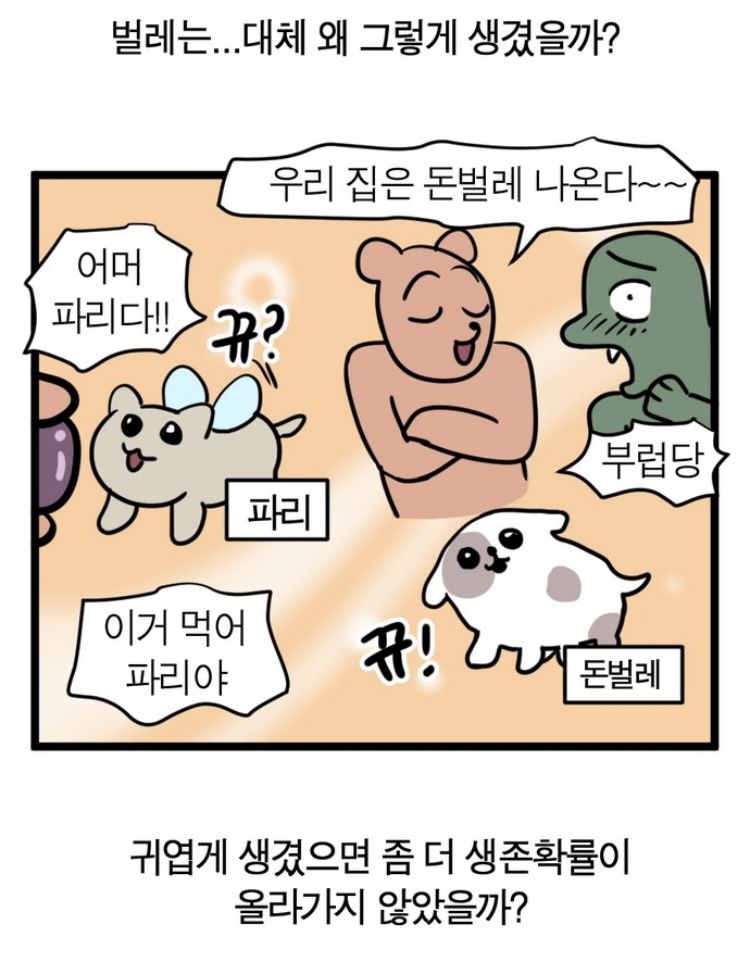 벌레는...대체 왜 그렇게 생겼을까?
우리 집은 돈벌레 나온다~~
어머
파리다!!
뀨?
부럽당
파리
이거 먹어
파리야
뀨!
돈벌레
귀엽게 생겼으면 좀 더 생존확률이
올라가지 않았을까?